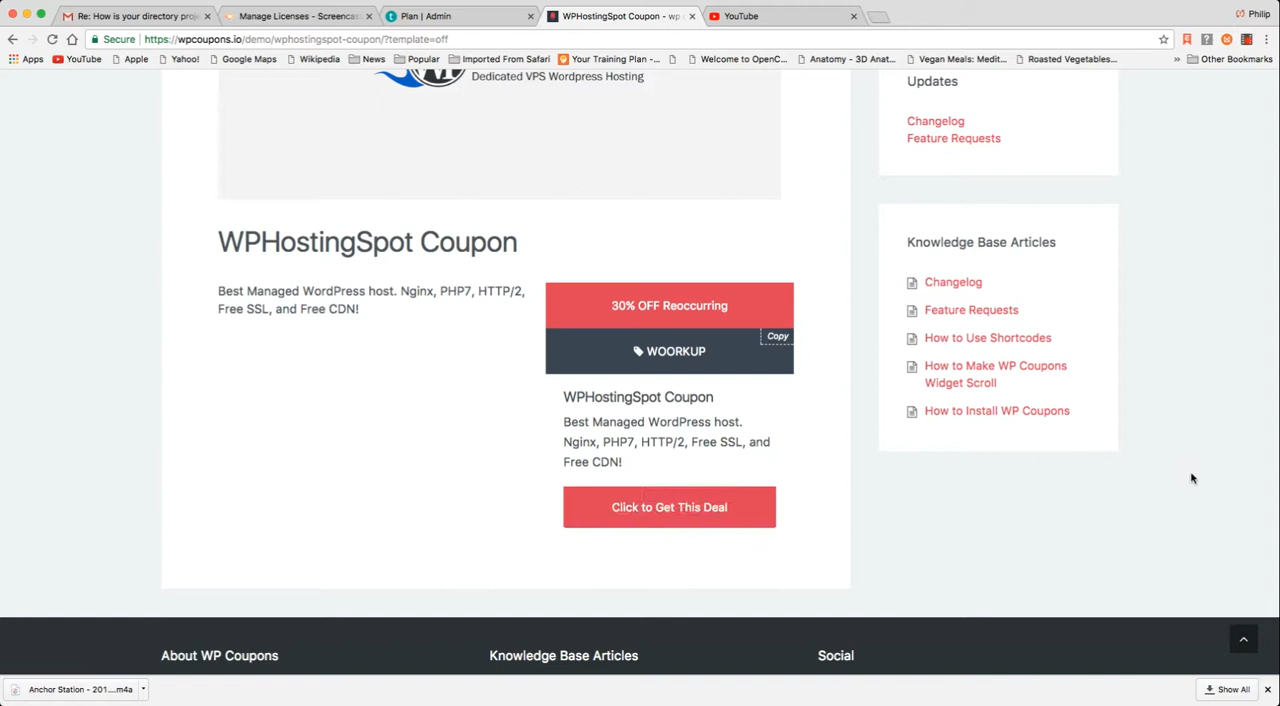 Re: How is your directory proje
Manage Licenses - Screencas
Plan | Admin
WPHostingSpot Coupon - wp c
YouTube
Philip
Secure
https://wpcoupons.io/demo/wphostingspot-coupon/?template=off
Apps
YouTube
Apple
Yahoo!
Google Maps
Wikipedia
News
Popular
Imported From Safari
Your Training Plan -...
Welcome to OpenC...
Anatomy - 3D Anat...
Vegan Meals: Medit...
Roasted Vegetables...
»
Other Bookmarks
Dedicated VPS Wordpress Hosting
WPHostingSpot Coupon
Best Managed WordPress host. Nginx, PHP7, HTTP/2,
Free SSL, and Free CDN!
30% OFF Reoccurring
Copy
WOORKUP
WPHostingSpot Coupon
Best Managed WordPress host.
Nginx, PHP7, HTTP/2, Free SSL, and
Free CDN!
Click to Get This Deal
Updates
Changelog
Feature Requests
Knowledge Base Articles
Changelog
Feature Requests
How to Use Shortcodes
How to Make WP Coupons
Widget Scroll
How to Install WP Coupons
About WP Coupons
Knowledge Base Articles
Social
Anchor Station - 201....m4a
Show All